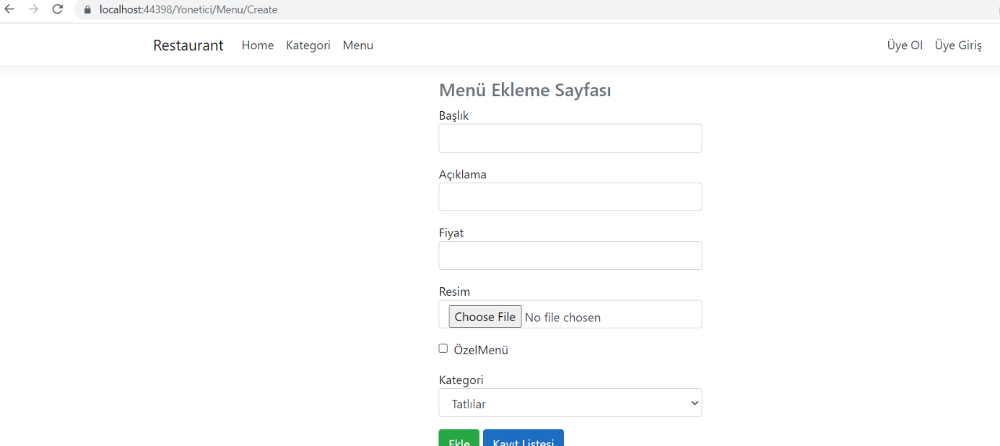 localhost:44398/Yonetici/Menu/Create
Restaurant Home Kategori Menu Üye Ol Üye Giriş
Menü Ekleme Sayfası
Başlık
Açıklama
Fiyat
Resim
Choose File No file chosen
ÖzelMenü
Kategori
Tatlılar
Ekle Kayıt Listesi